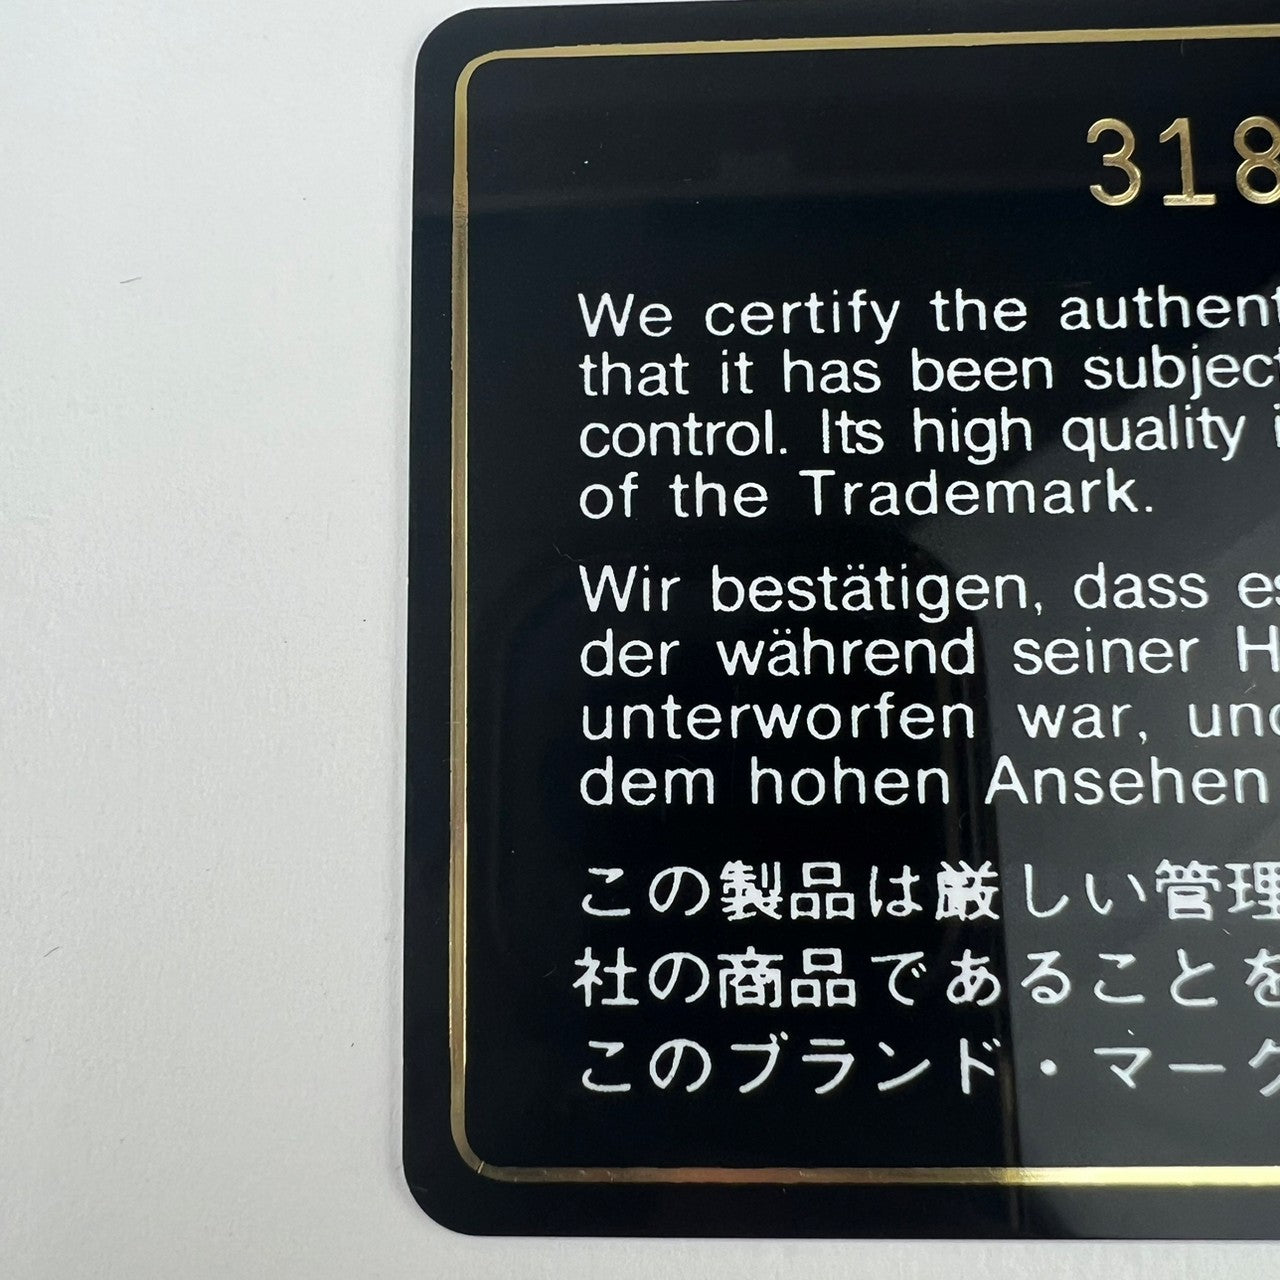 318
We certify the authent
that it has been subject
control. Its high quality i
of the Trademark.
Wir bestätigen, dass es
der während seiner H
unterworfen war, und
dem hohen Ansehen
この製品は厳しい管理
社の商品であることを
このブランド・マーク